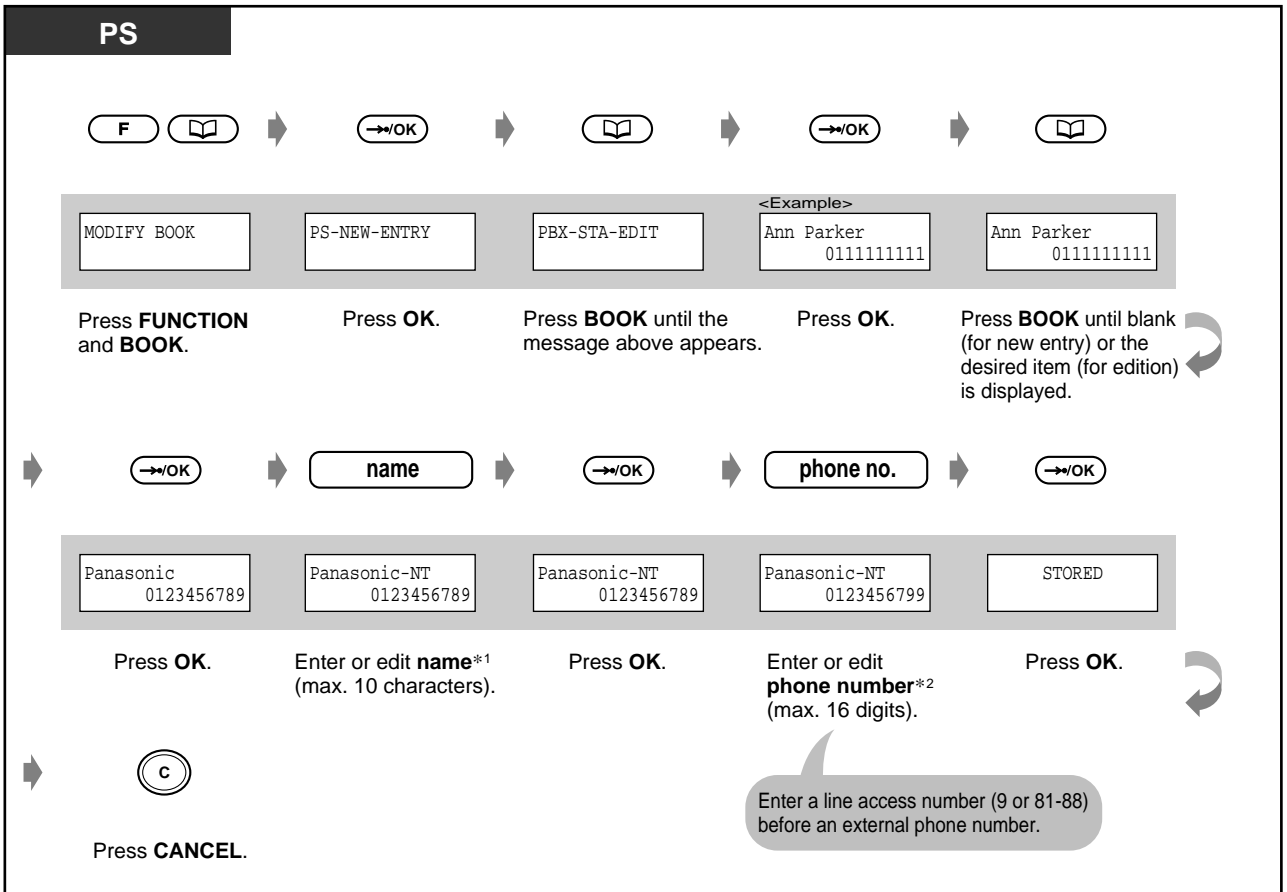 PS
F →•/OK →•/OK
<Example>
MODIFY BOOK PS-NEW-ENTRY PBX-STA-EDIT Ann Parker Ann Parker
0111111111 0111111111
Press FUNCTION Press OK. Press BOOK until the Press OK. Press BOOK until blank
and BOOK. message above appears. (for new entry) or the
desired item (for edition)
is displayed.
→•/OK name →•/OK phone no. →•/OK
Panasonic Panasonic-NT Panasonic-NT Panasonic-NT STORED
0123456789 0123456789 0123456789 0123456799
Press OK. Enter or edit name*1 Press OK. Enter or edit Press OK.
(max. 10 characters). phone number*2
(max. 16 digits).
C
Enter a line access number (9 or 81-88)
before an external phone number.
Press CANCEL.